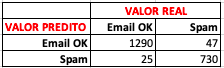 VALOR REAL
VALOR PREDITO Email OK Spam
Email OK 1290 47
Spam 25 730